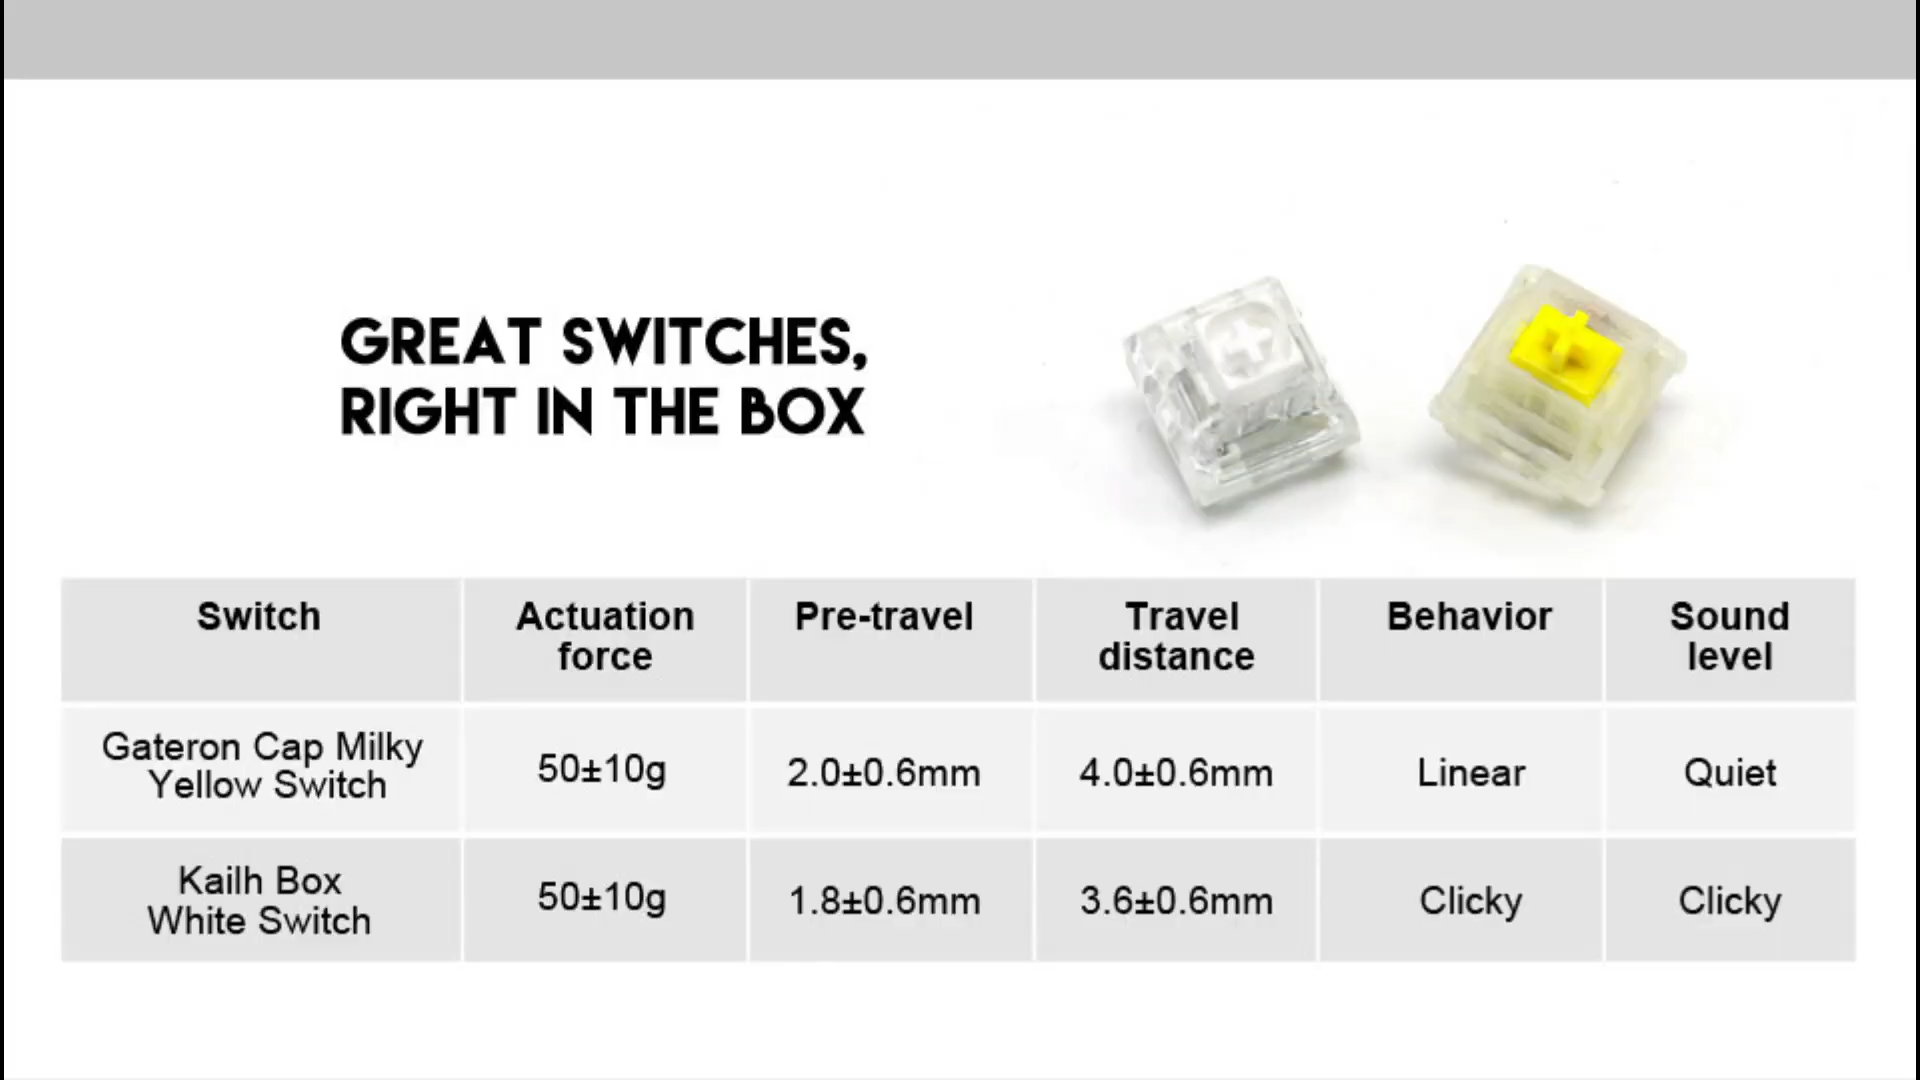 GREAT SWITCHES,
RIGHT IN THE BOX
Switch
Actuation
force
Pre-travel
Travel
distance
Behavior
Sound
level
Gateron Cap Milky
Yellow Switch
50±10g
2.0±0.6mm
4.0±0.6mm
Linear
Quiet
Kailh Box
White Switch
50±10g
1.8±0.6mm
3.6±0.6mm
Clicky
Clicky